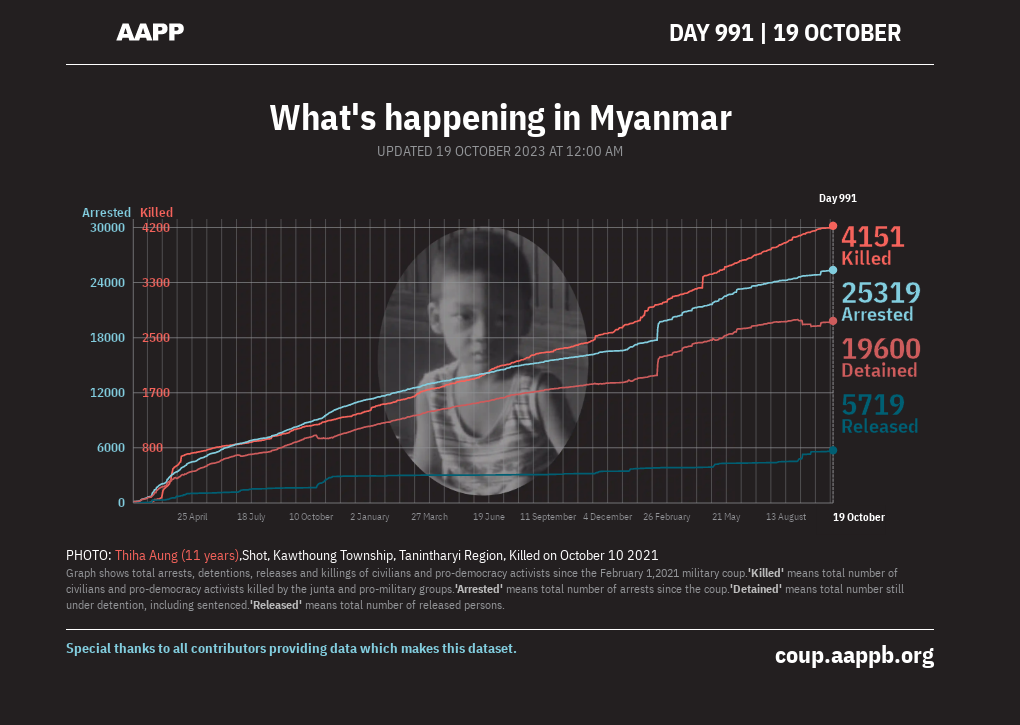 AAPP
DAY 991 | 19 OCTOBER
What's happening in Myanmar
UPDATED 19 OCTOBER 2023 AT 12:00 AM
Day 991
Arrested Killed
30000 4200
24000 3300
18000 2500
12000 1700
6000 800
0
4151
Killed
25319
Arrested
19600
Detained
5719
Released
25 April 18 July 10 October 2 January 27 March 19 June 11 September 4 December 26 February 21 May 13 August 19 October
PHOTO: Thiha Aung (11 years),Shot, Kawthoung Township, Tanintharyi Region, Killed on October 10 2021
Graph shows total arrests, detentions, releases and killings of civilians and pro-democracy activists since the February 1,2021 military coup.'Killed' means total number of
civilians and pro-democracy activists killed by the junta and pro-military groups.'Arrested' means total number of arrests since the coup.'Detained' means total number still
under detention, including sentenced.'Released' means total number of released persons.
Special thanks to all contributors providing data which makes this dataset.
coup.aappb.org